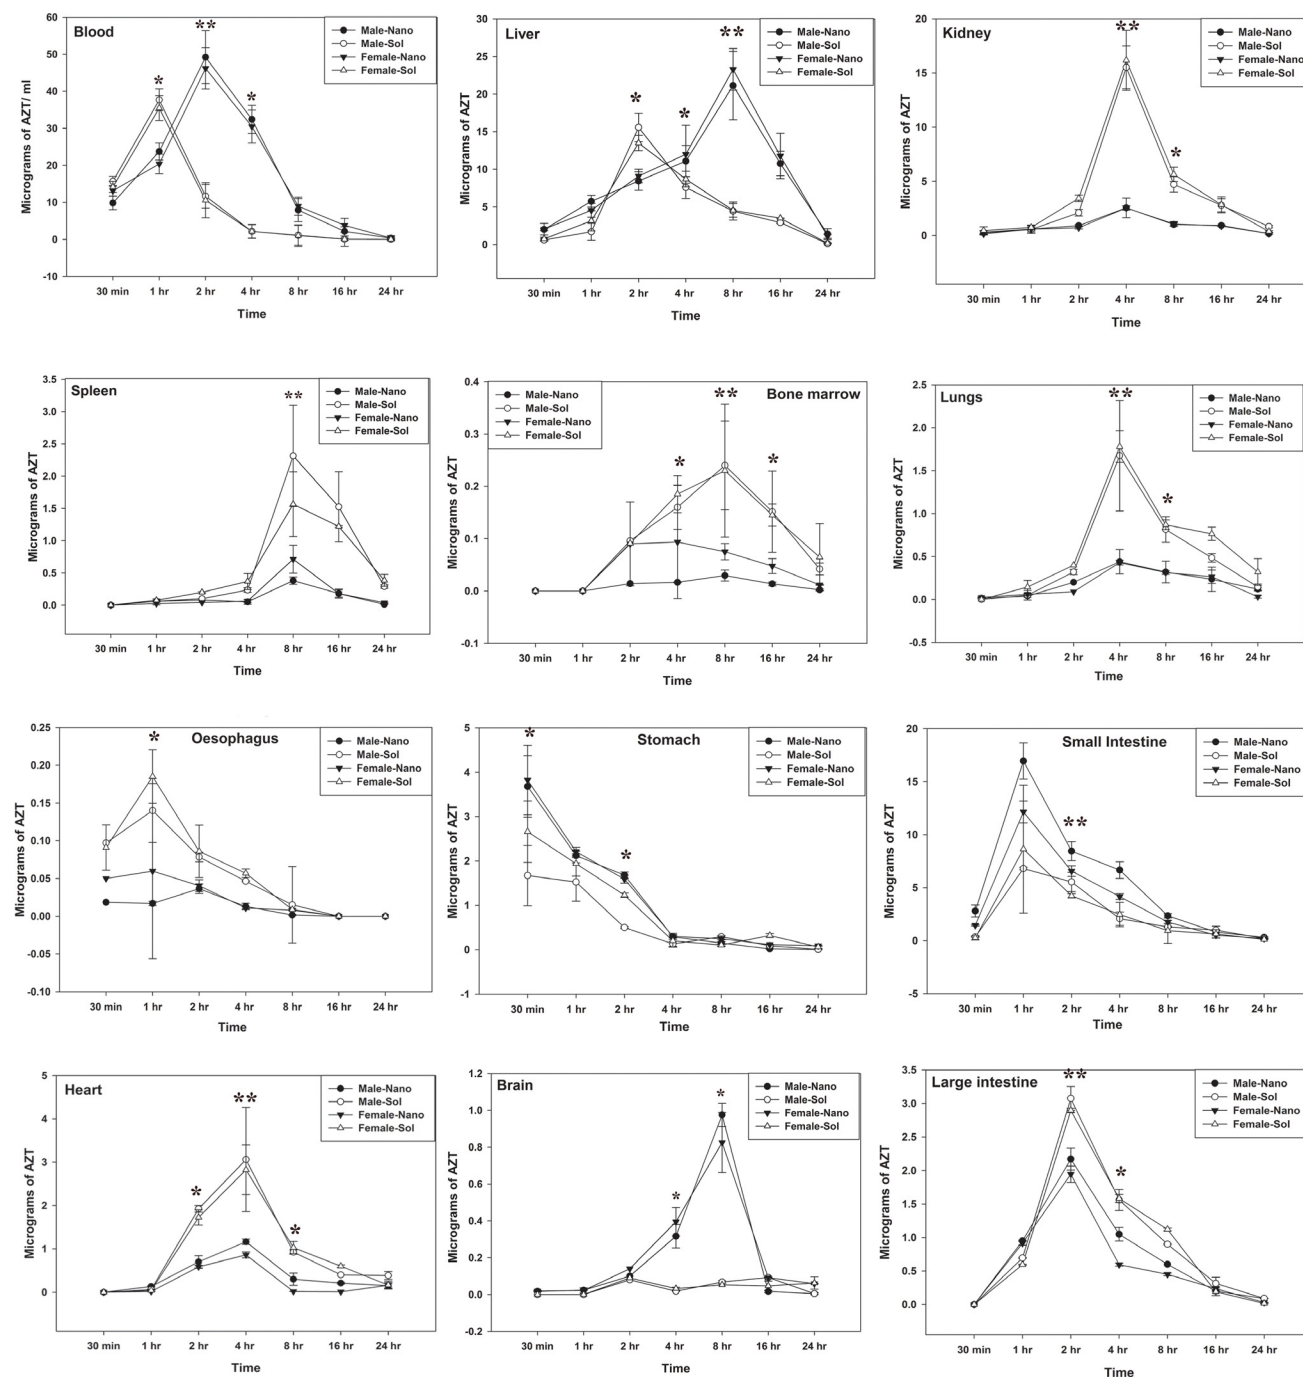 Blood
**
*
*
Male-Nano
Male-Sol
Female-Nano
Female-Sol
Micrograms of AZT/ ml
60
50
40
30
20
10
0
-10
30 min 1 hr 2 hr 4 hr 8 hr 16 hr 24 hr
Time
Liver
*
*
**
Male-Nano
Male-Sol
Female-Nano
Female-Sol
Micrograms of AZT
30
25
20
15
10
5
0
30 min 1 hr 2 hr 4 hr 8 hr 16 hr 24 hr
Time
Kidney
**
*
Male-Nano
Male-Sol
Female-Nano
Female-Sol
Micrograms of AZT
20
15
10
5
0
30 min 1 hr 2 hr 4 hr 8 hr 16 hr 24 hr
Time
Spleen
**
Male-Nano
Male-Sol
Female-Nano
Female-Sol
Micrograms of AZT
3.5
3.0
2.5
2.0
1.5
1.0
0.5
0.0
30 min 1 hr 2 hr 4 hr 8 hr 16 hr 24 hr
Time
Male-Nano
Male-Sol
Female-Nano
Female-Sol
Bone marrow
*
**
*
Micrograms of AZT
0.4
0.3
0.2
0.1
0.0
-0.1
30 min 1 hr 2 hr 4 hr 8 hr 16 hr 24 hr
Time
Lungs
**
*
Male-Nano
Male-Sol
Female-Nano
Female-Sol
Micrograms of AZT
2.5
2.0
1.5
1.0
0.5
0.0
-0.5
30 min 1 hr 2 hr 4 hr 8 hr 16 hr 24 hr
Time
Oesophagus
*
Male-Nano
Male-Sol
Female-Nano
Female-Sol
Micrograms of AZT
0.25
0.20
0.15
0.10
0.05
0.00
-0.05
-0.10
30 min 1 hr 2 hr 4 hr 8 hr 16 hr 24 hr
Time
Stomach
*
*
Male-Nano
Male-Sol
Female-Nano
Female-Sol
Micrograms of AZT
5
4
3
2
1
0
-1
30 min 1 hr 2 hr 4 hr 8 hr 16 hr 24 hr
Time
Small Intestine
**
Male-Nano
Male-Sol
Female-Nano
Female-Sol
Micrograms of AZT
20
15
10
5
0
-5
30 min 1 hr 2 hr 4 hr 8 hr 16 hr 24 hr
Time
Heart
*
**
*
Male-Nano
Male-Sol
Female-Nano
Female-Sol
Micrograms of AZT
5
4
3
2
1
0
30 min 1 hr 2 hr 4 hr 8 hr 16 hr 24 hr
Time
Brain
*
*
Male-Nano
Male-Sol
Female-Nano
Female-Sol
Micrograms of AZT
1.2
1.0
0.8
0.6
0.4
0.2
0.0
-0.2
30 min 1 hr 2 hr 4 hr 8 hr 16 hr 24 hr
Time
Large intestine
**
*
Male-Nano
Male-Sol
Female-Nano
Female-Sol
Micrograms of AZT
3.5
3.0
2.5
2.0
1.5
1.0
0.5
0.0
30 min 1 hr 2 hr 4 hr 8 hr 16 hr 24 hr
Time